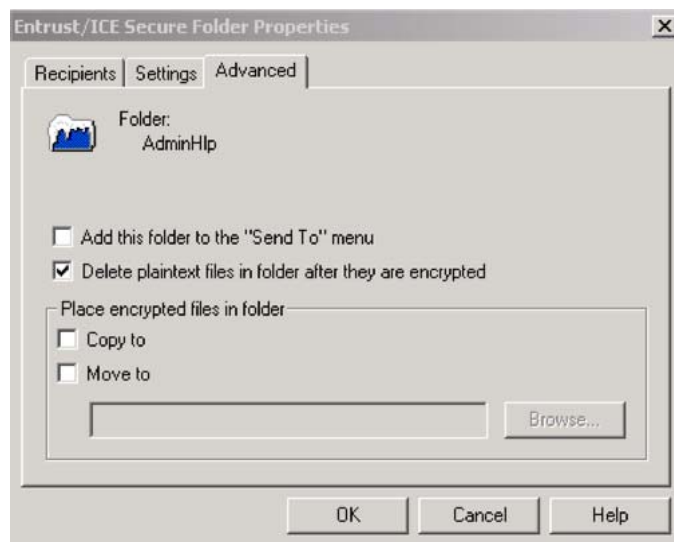 Entrust/ICE Secure Folder Properties
Recipients Settings Advanced
Folder:
AdminHlp
Add this folder to the "Send To" menu
Delete plaintext files in folder after they are encrypted
Place encrypted files in folder
Copy to
Move to
Browse...
OK Cancel Help